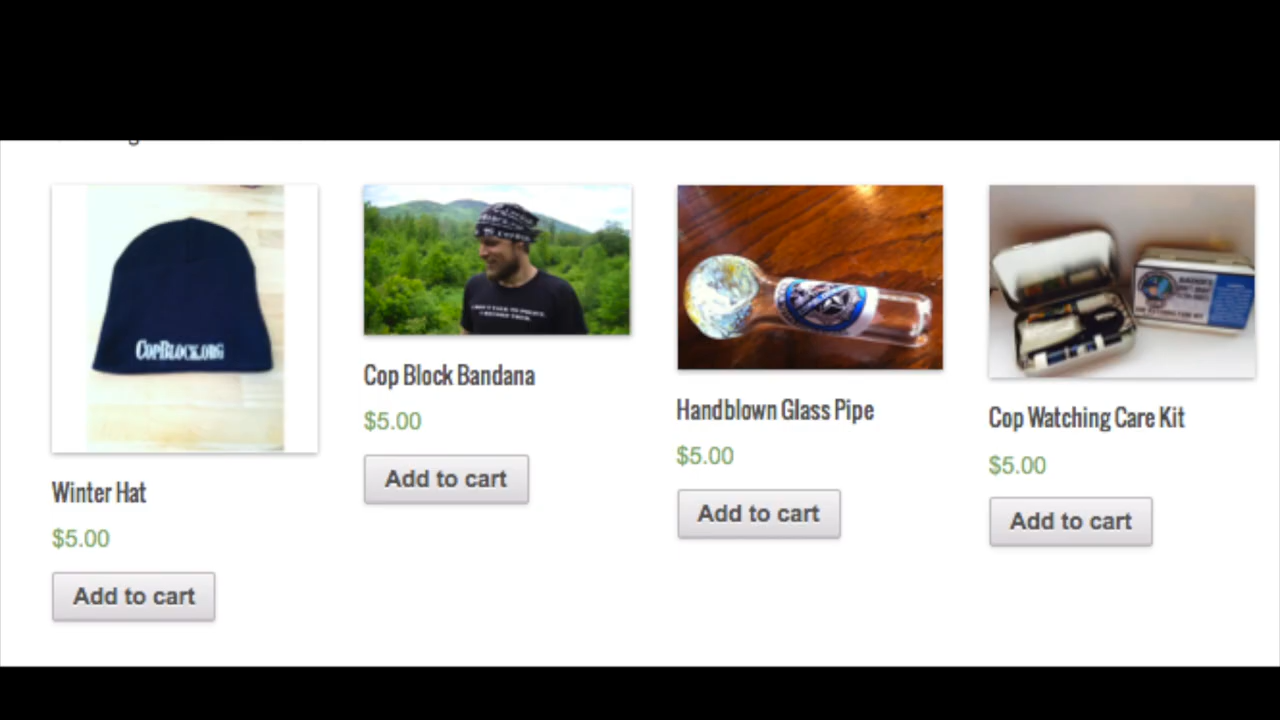 COPBLOCK.ORG
Winter Hat
$5.00
Add to cart
Cop Block Bandana
$5.00
Add to cart
Handblown Glass Pipe
$5.00
Add to cart
Cop Watching Care Kit
$5.00
Add to cart